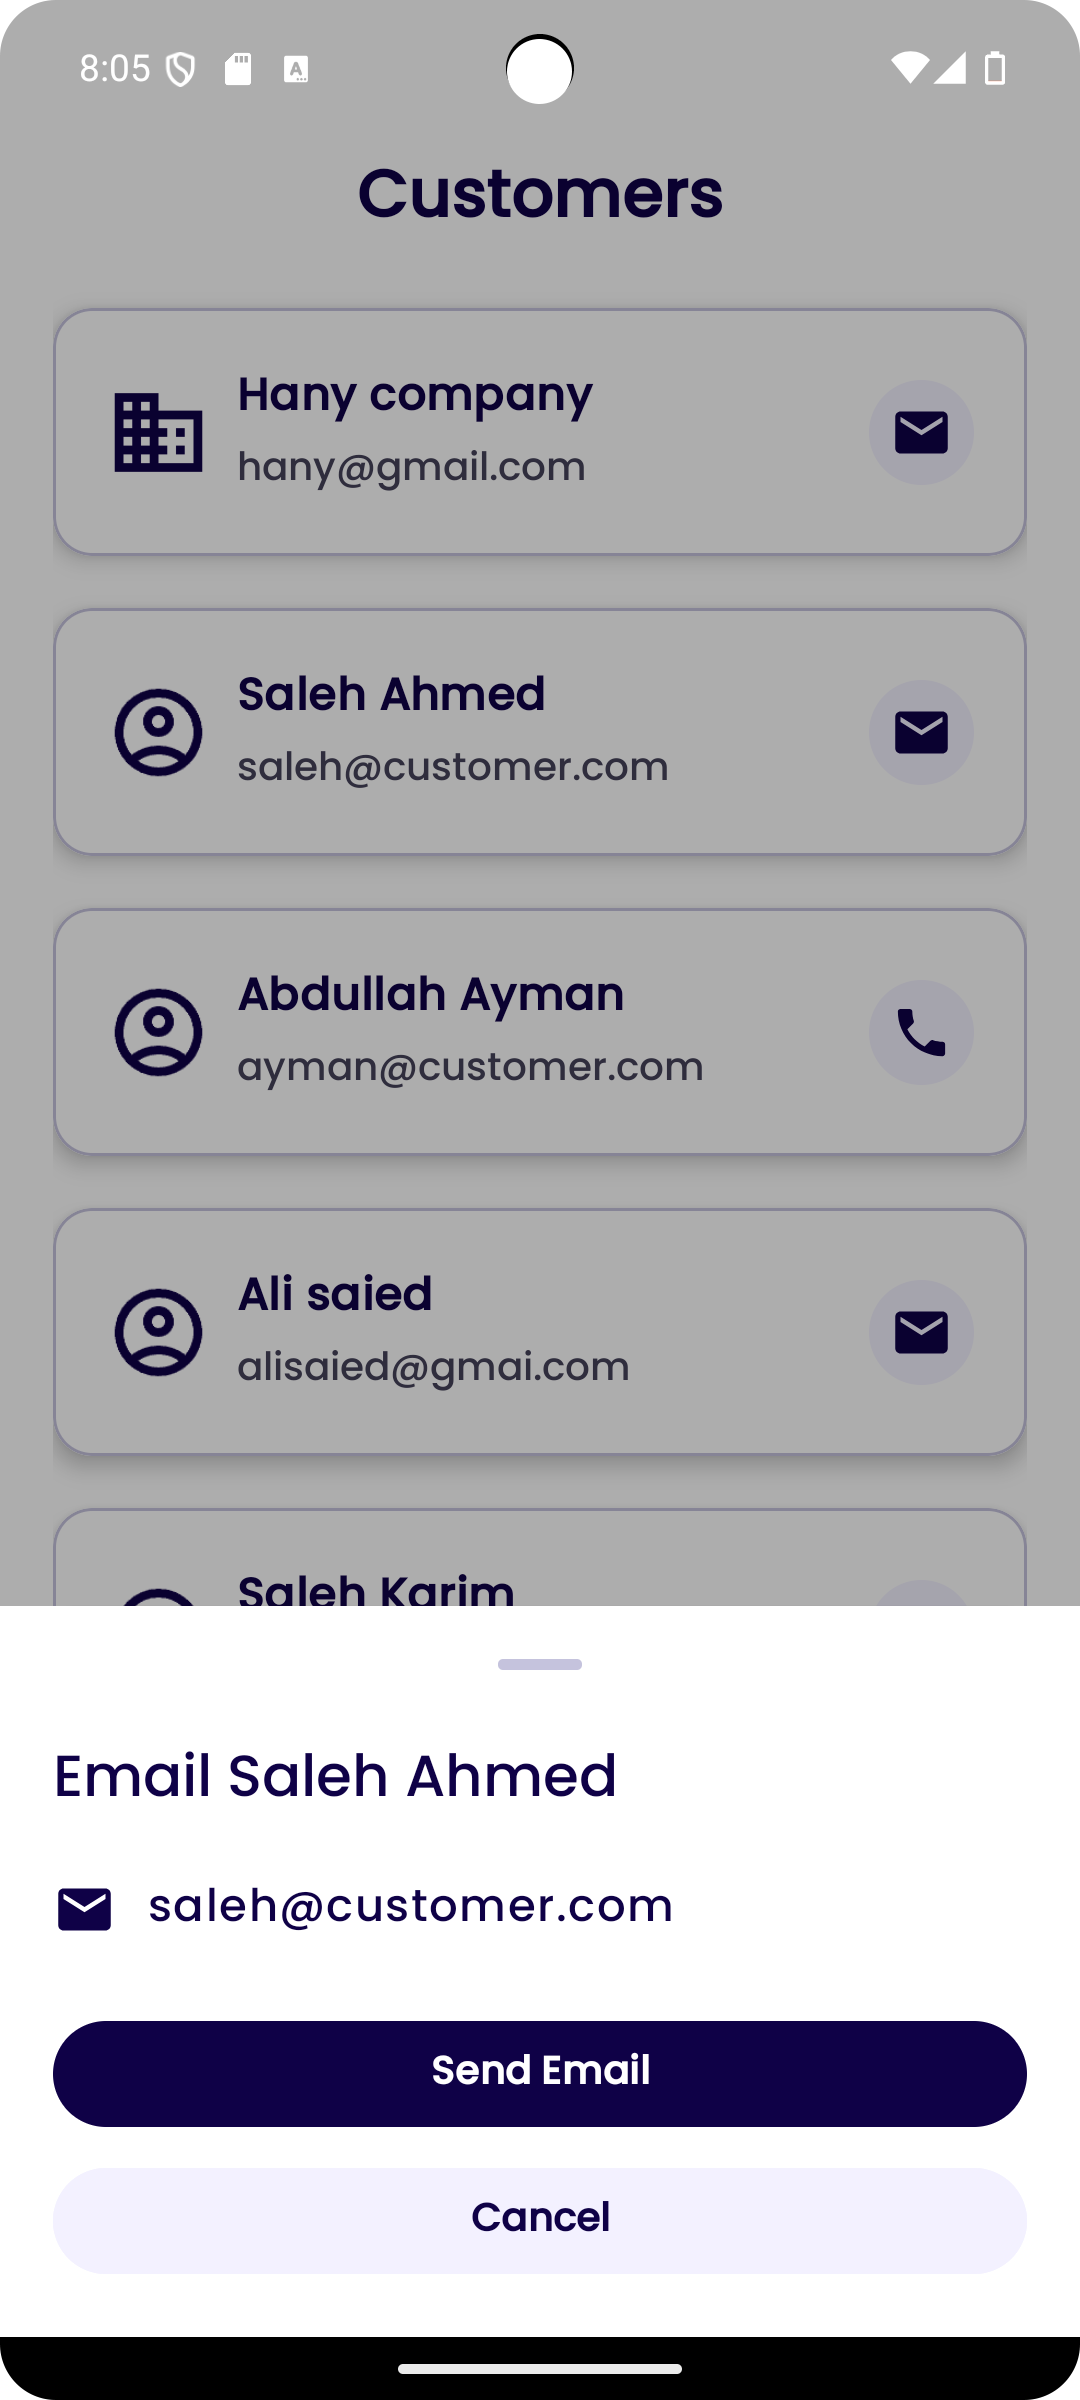 8:05
Customers
Hany company
hany@gmail.com
Saleh Ahmed
saleh@customer.com
Abdullah Ayman
ayman@customer.com
Ali saied
alisaied@gmai.com
Saleh Karim
Email Saleh Ahmed
saleh@customer.com
Send Email
Cancel